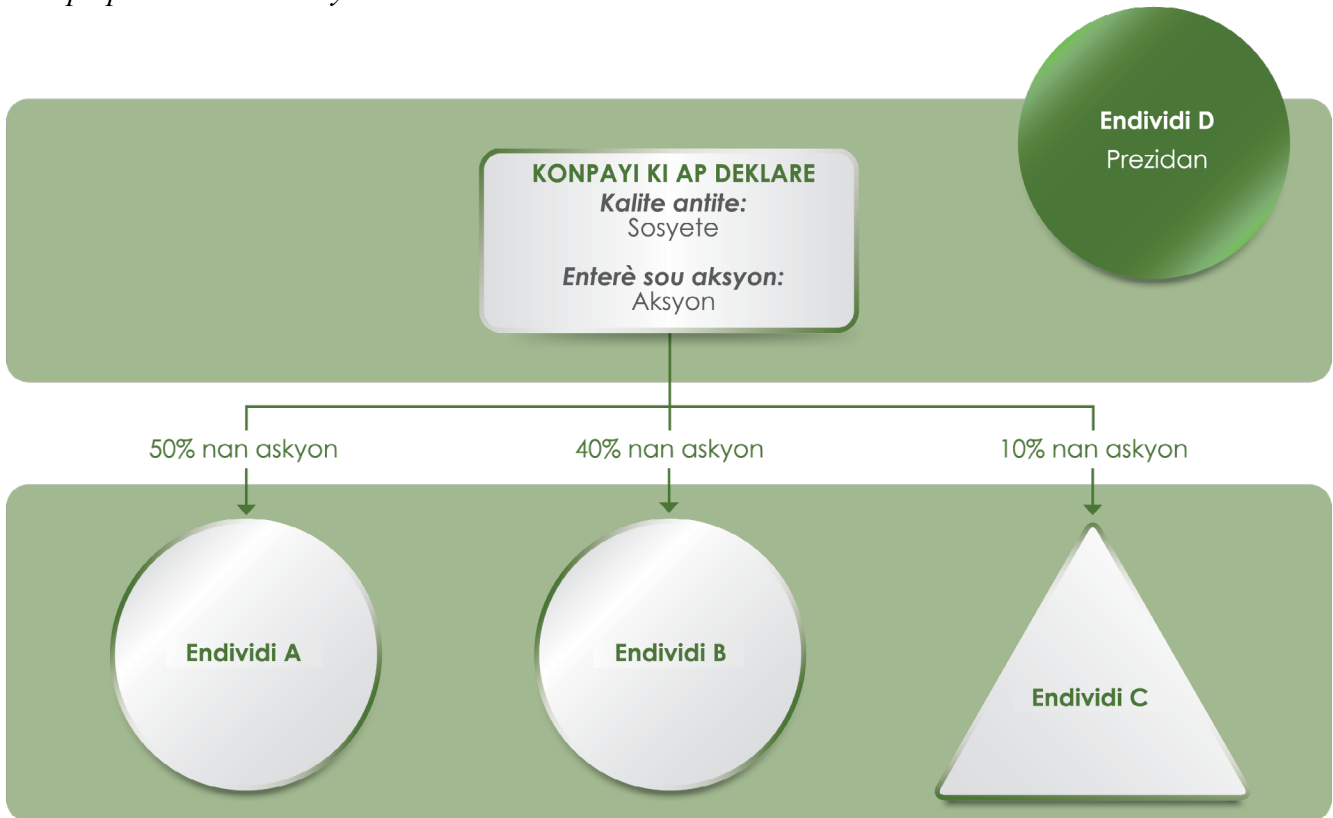 Endividi D
Prezidan
KONPAYI KI AP DEKLARE
Kalite antite:
Sosyete
Enterè sou aksyon:
Aksyon
50% nan askyon
40% nan askyon
10% nan askyon
Endividi A
Endividi B
Endividi C